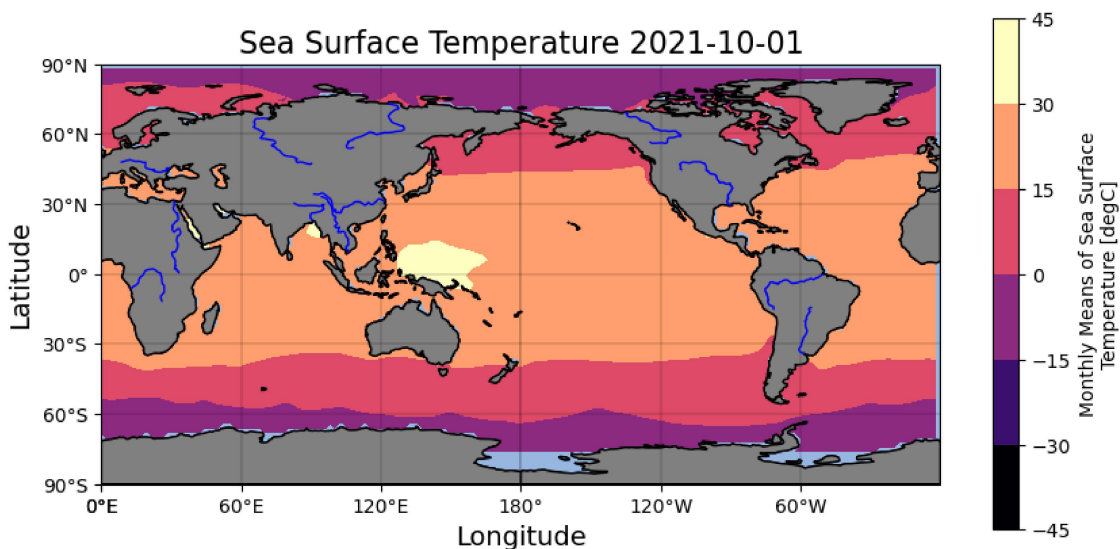 Sea Surface Temperature 2021-10-01
90°N
60°N
30°N
0°
30°S
60°S
90°S
Latitude
0°E
60°E
120°E
180°
120°W
60°W
Longitude
45
30
15
0
−15
−30
−45
Monthly Means of Sea Surface
Temperature [degC]